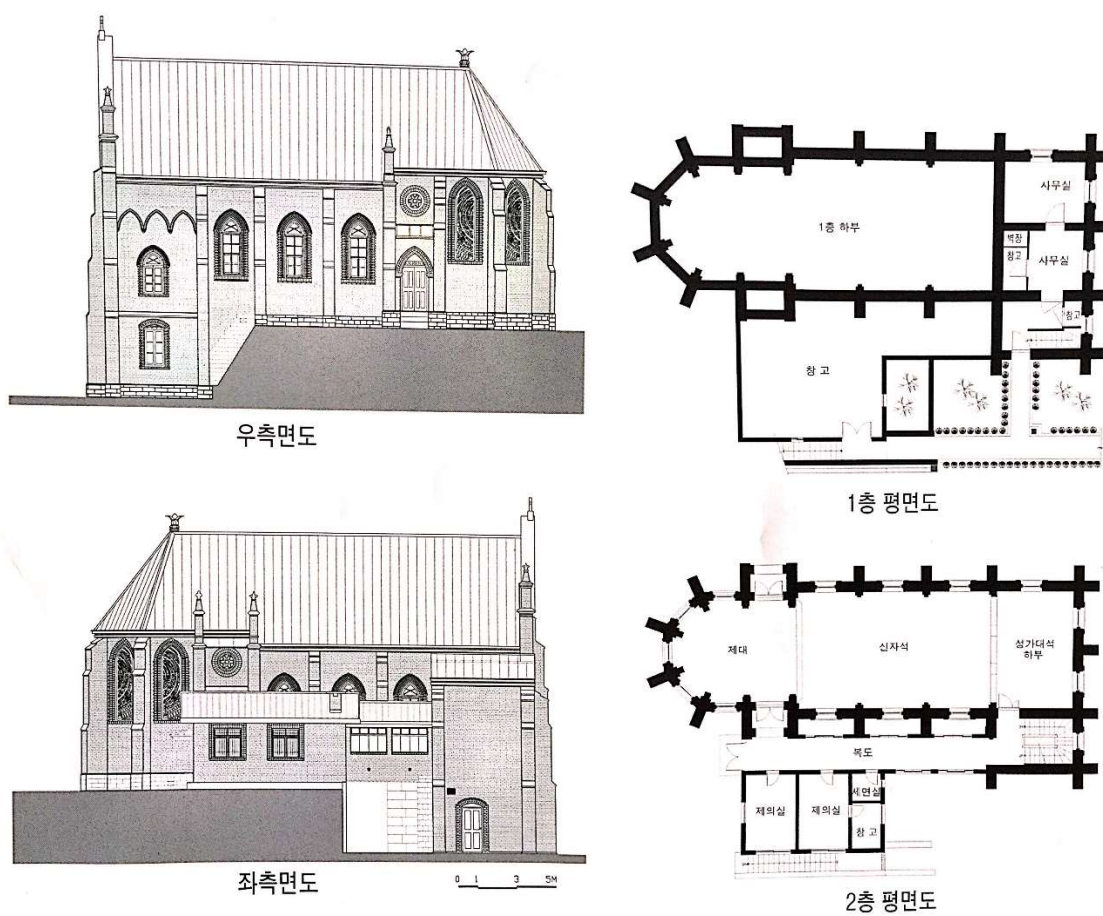 우측면도
사무실
1층 하부
벽장
창고
사무실
창고
창 고
1층 평면도
좌측면도
0 1 3 5M
제대
신자석
성가대석
하부
복도
제의실
제의실
세면실
창 고
2층 평면도